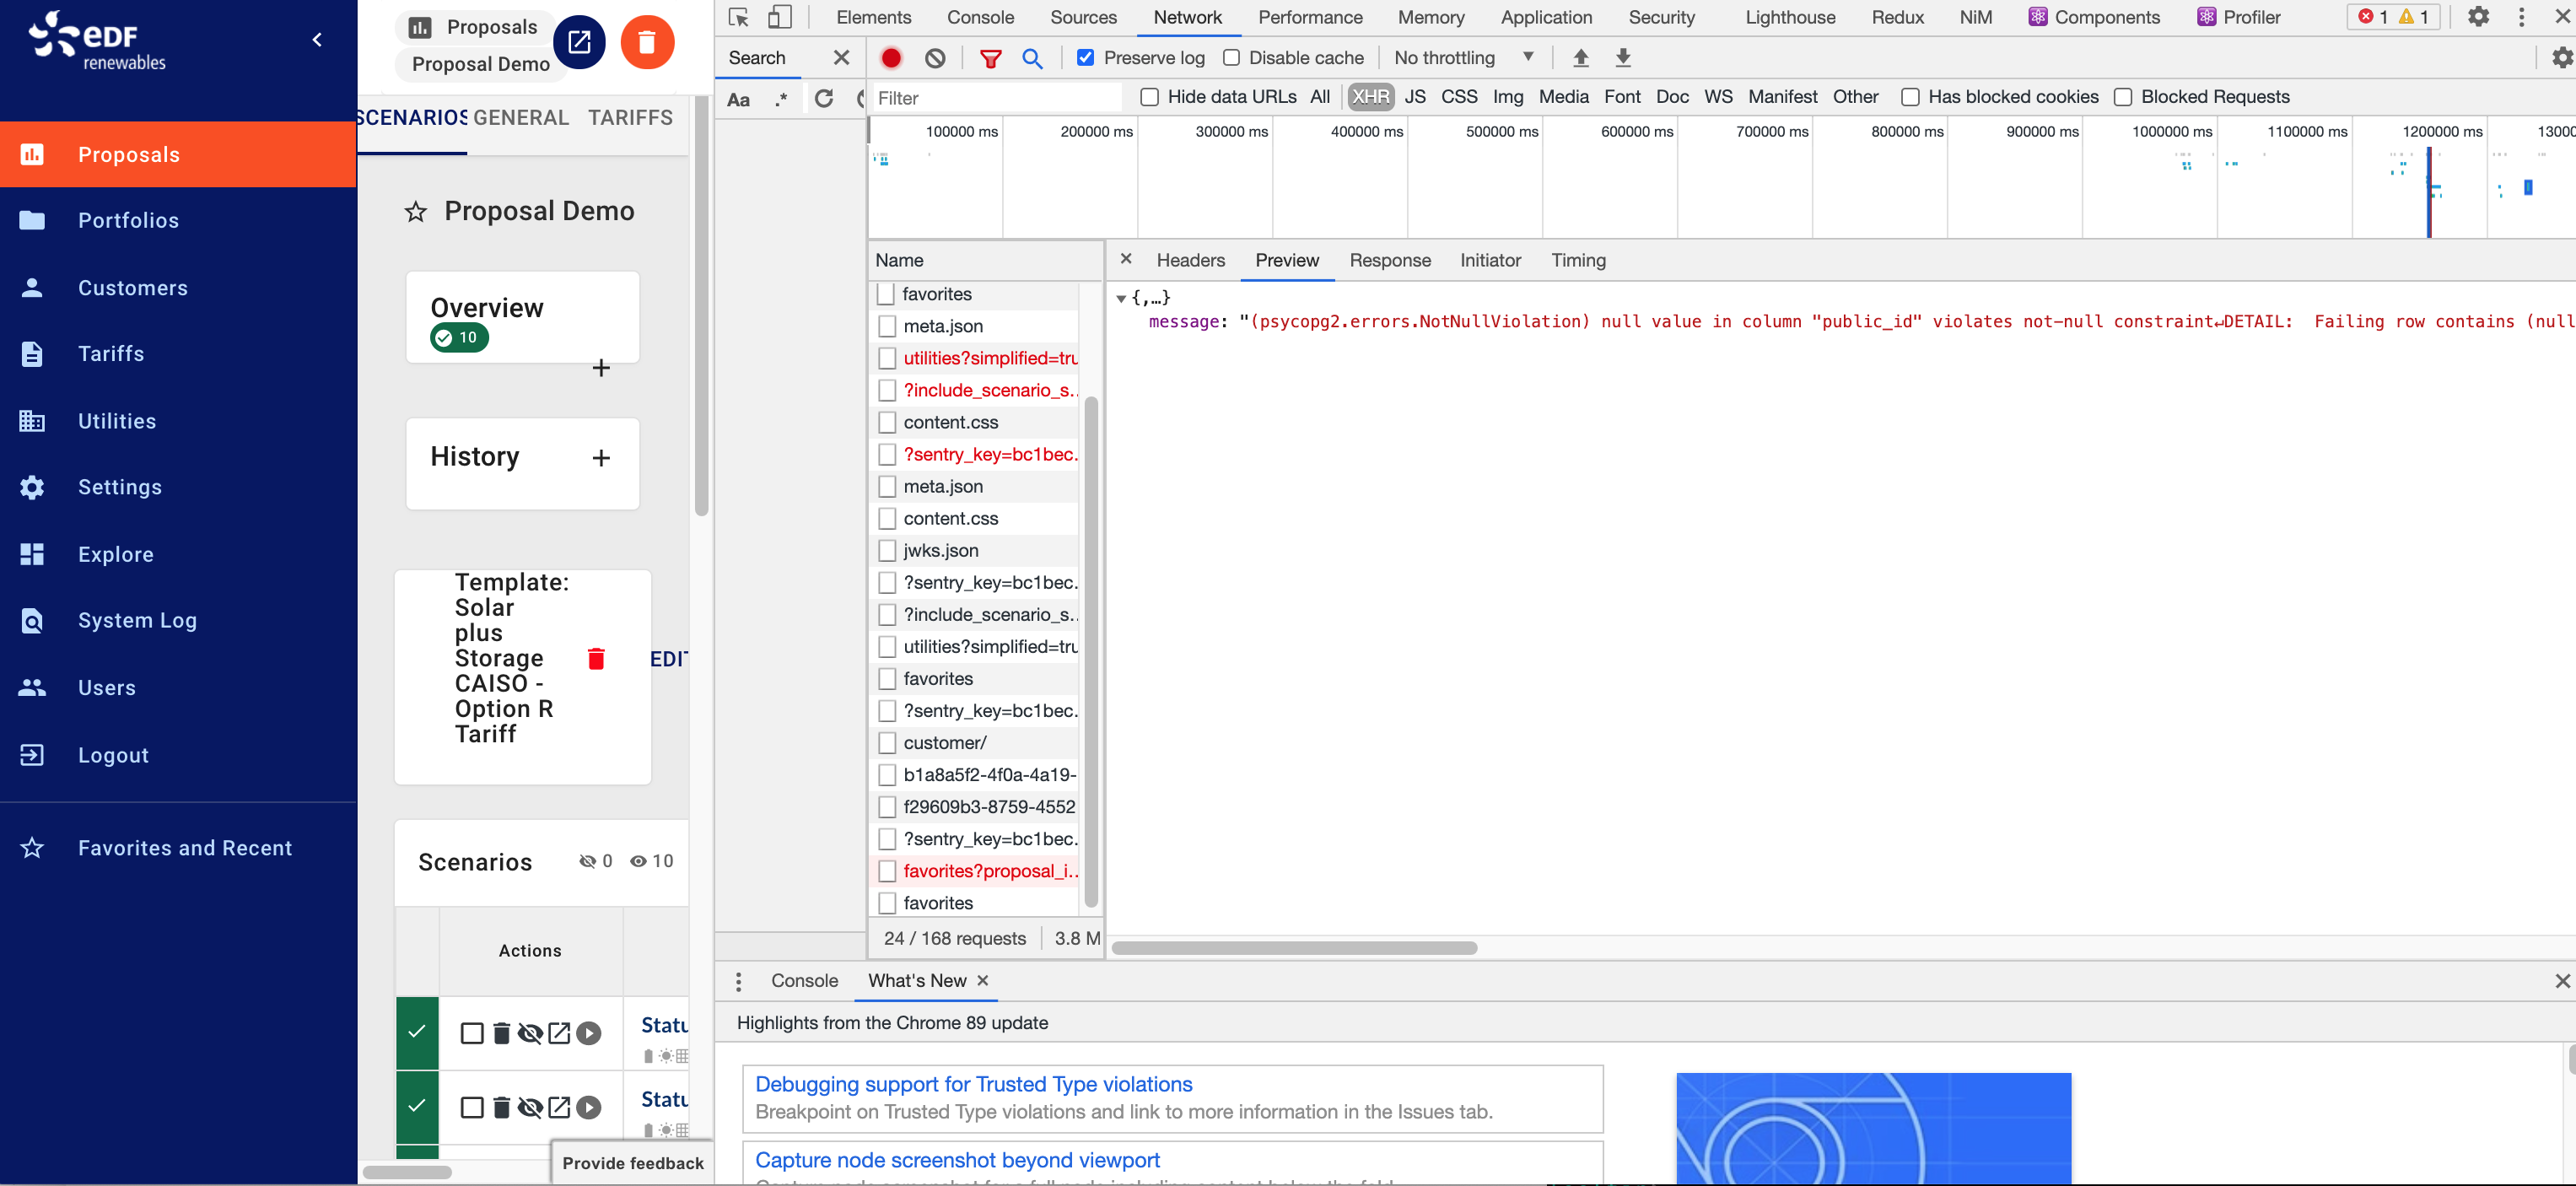 eDF
renewables
Proposals
Portfolios
Customers
Tariffs
Utilities
Settings
Explore
System Log
Users
Logout
Favorites and Recent
Proposals
Proposal Demo
SCENARIOS GENERAL TARIFFS
Proposal Demo
Overview
10
+
History +
Template:
Solar
plus
Storage
CAISO -
Option R
Tariff
EDIT
Scenarios 0 10
Actions
Statu
Statu
Provide feedback
Elements Console Sources Network Performance Memory Application Security Lighthouse Redux NiM Components Profiler 1 1
Search Preserve log Disable cache No throttling
Aa .* Filter Hide data URLs All XHR JS CSS Img Media Font Doc WS Manifest Other Has blocked cookies Blocked Requests
100000 ms 200000 ms 300000 ms 400000 ms 500000 ms 600000 ms 700000 ms 800000 ms 900000 ms 1000000 ms 1100000 ms 1200000 ms 13000
Name
favorites
meta.json
utilities?simplified=tru
?include_scenario_s..
content.css
?sentry_key=bc1bec.
meta.json
content.css
jwks.json
?sentry_key=bc1bec.
?include_scenario_s..
utilities?simplified=tru
favorites
?sentry_key=bc1bec.
customer/
b1a8a5f2-4f0a-4a19-
f29609b3-8759-4552
?sentry_key=bc1bec.
favorites?proposal_i..
favorites
24 / 168 requests 3.8 M
Headers Preview Response Initiator Timing
{,…}
message: "(psycopg2.errors.NotNullViolation) null value in column "public_id" violates not-null constraint↵DETAIL:  Failing row contains (null
Console What's New
Highlights from the Chrome 89 update
Debugging support for Trusted Type violations
Breakpoint on Trusted Type violations and link to more information in the Issues tab.
Capture node screenshot beyond viewport